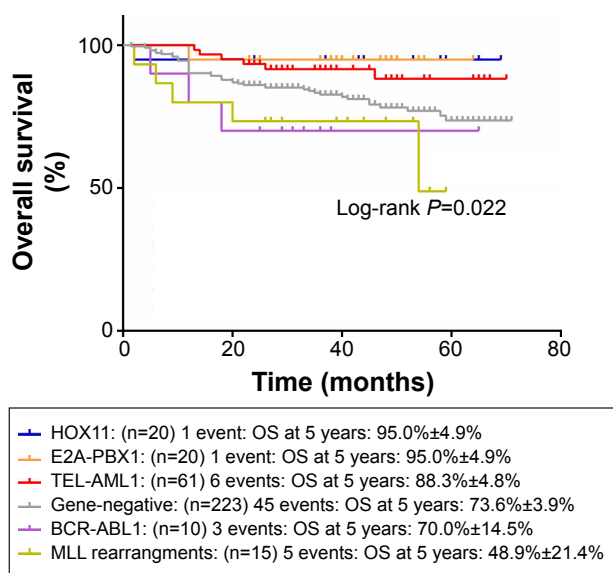 100
50
0
Overall survival
(%)
Log-rank P=0.022
0
20
40
60
80
Time (months)
HOX11: (n=20) 1 event: OS at 5 years: 95.0%±4.9%
E2A-PBX1: (n=20) 1 event: OS at 5 years: 95.0%±4.9%
TEL-AML1: (n=61) 6 events: OS at 5 years: 88.3%±4.8%
Gene-negative: (n=223) 45 events: OS at 5 years: 73.6%±3.9%
BCR-ABL1: (n=10) 3 events: OS at 5 years: 70.0%±14.5%
MLL rearrangments: (n=15) 5 events: OS at 5 years: 48.9%±21.4%